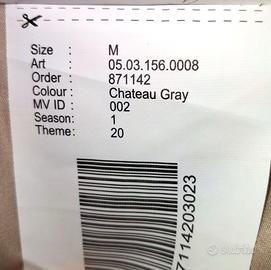 Size : M
Art : 05.03.156.0008
Order : 871142
Colour : Chateau Gray
MV ID : 002
Season: 1
Theme: 20
7114203023
subito